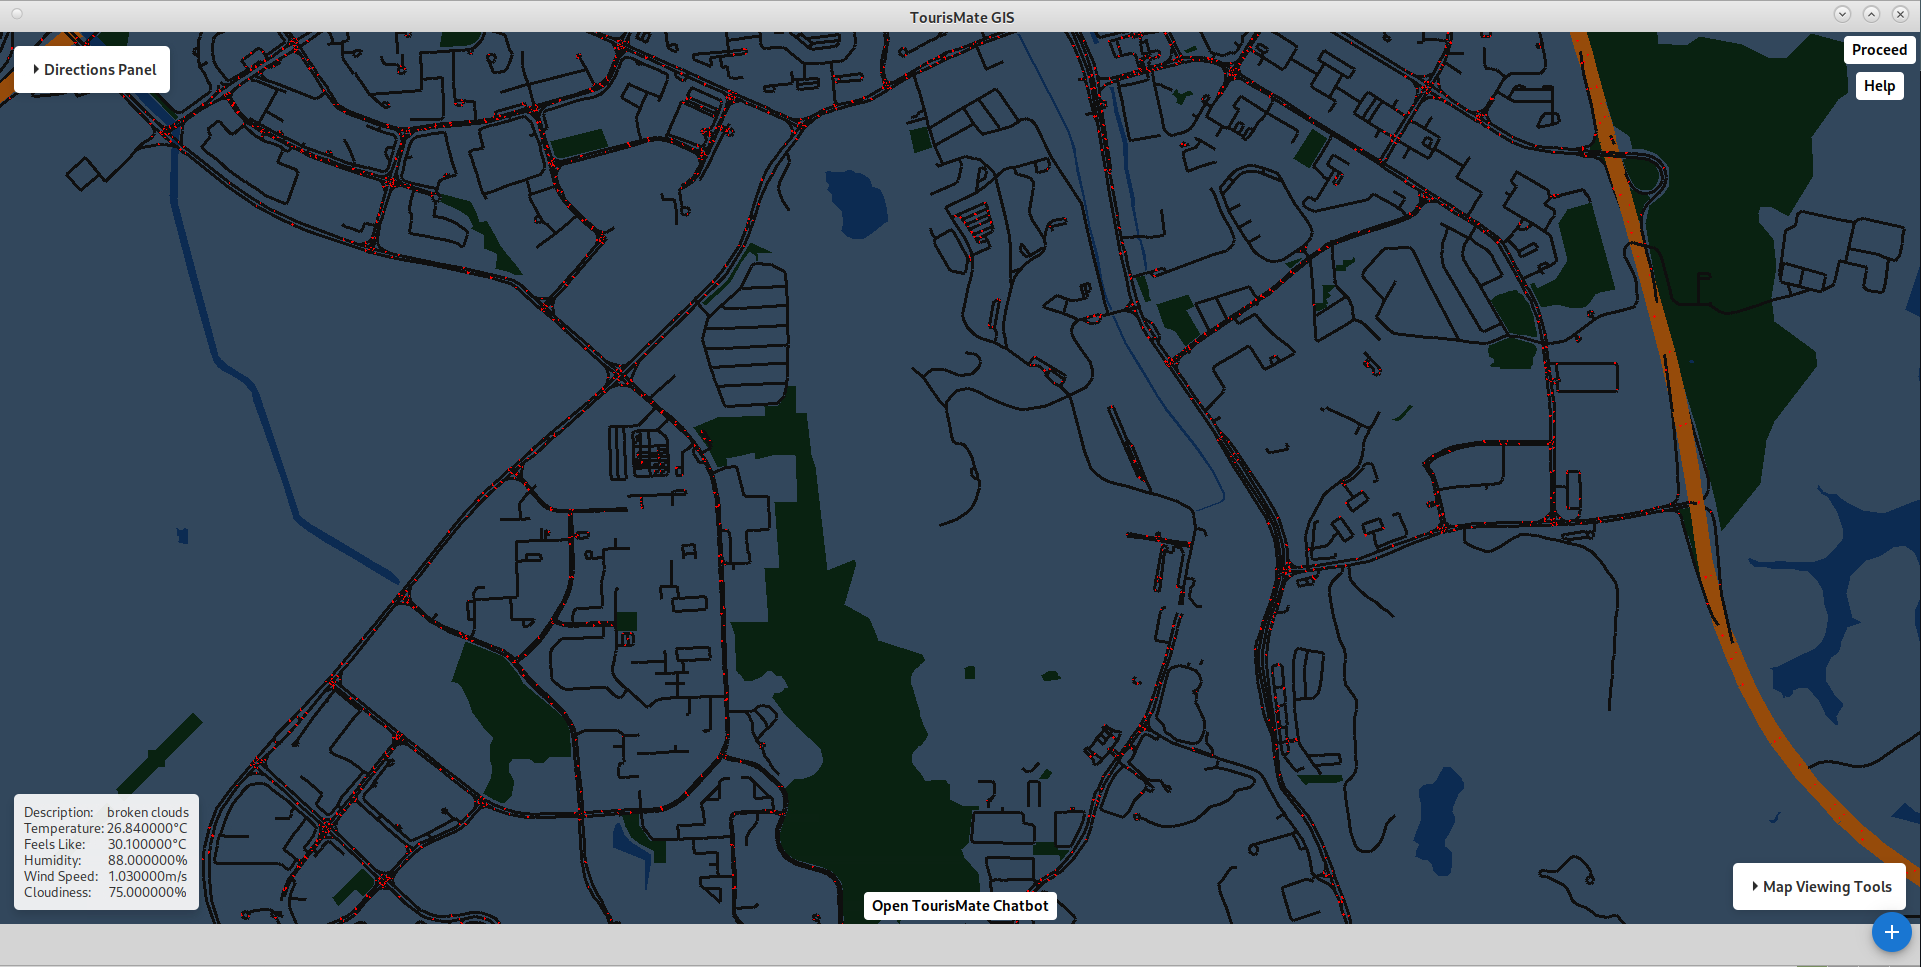 TourisMate GIS
Directions Panel
Proceed
Help
Description: broken clouds
Temperature: 26.840000°C
Feels Like: 30.100000°C
Humidity: 88.000000%
Wind Speed: 1.030000m/s
Cloudiness: 75.000000%
Open TourisMate Chatbot
Map Viewing Tools
+